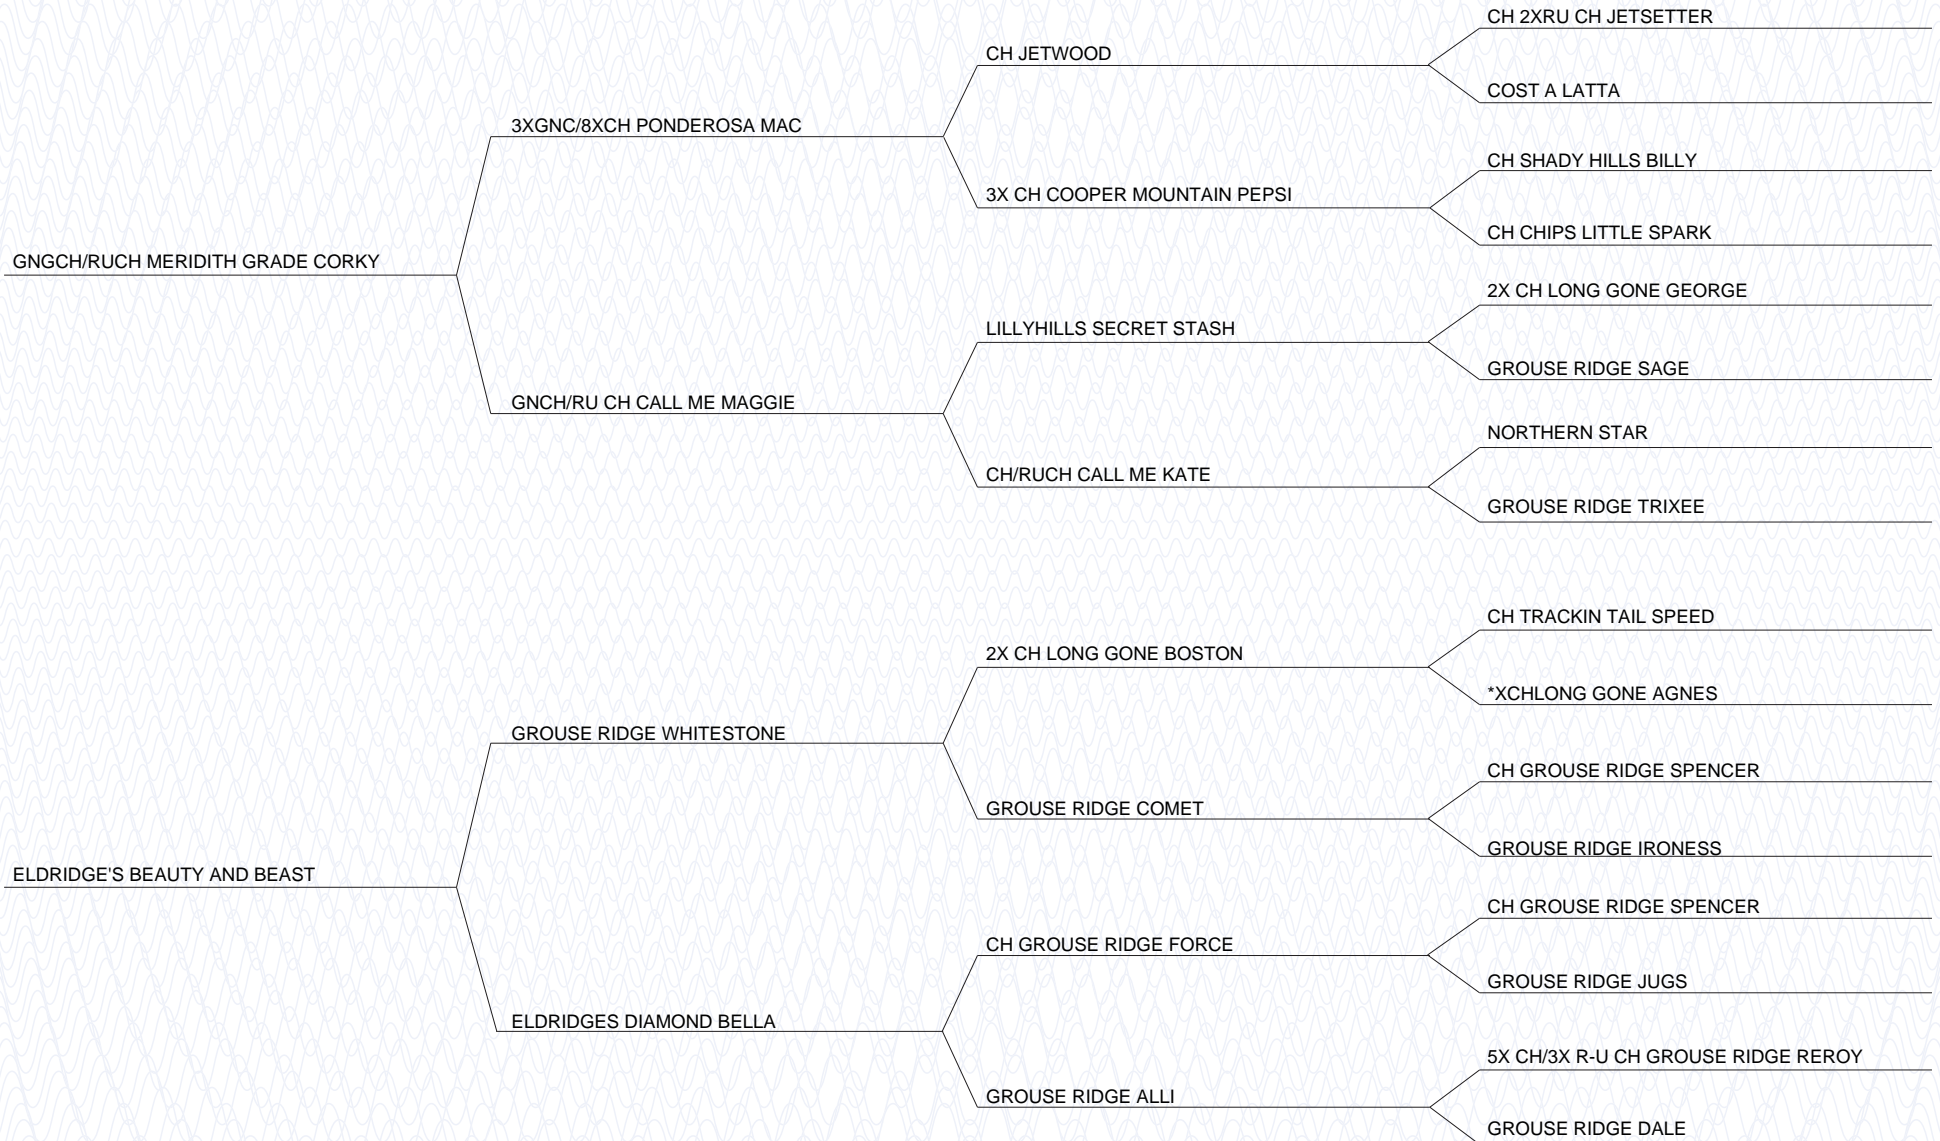 CH 2XRU CH JETSETTER
CH JETWOOD
COST A LATTA
3XGNC/8XCH PONDEROSA MAC
CH SHADY HILLS BILLY
3X CH COOPER MOUNTAIN PEPSI
CH CHIPS LITTLE SPARK
GNGCH/RUCH MERIDITH GRADE CORKY
2X CH LONG GONE GEORGE
LILLYHILLS SECRET STASH
GROUSE RIDGE SAGE
GNCH/RU CH CALL ME MAGGIE
NORTHERN STAR
CH/RUCH CALL ME KATE
GROUSE RIDGE TRIXEE
CH TRACKIN TAIL SPEED
2X CH LONG GONE BOSTON
*XCHLONG GONE AGNES
GROUSE RIDGE WHITESTONE
CH GROUSE RIDGE SPENCER
GROUSE RIDGE COMET
GROUSE RIDGE IRONESS
ELDRIDGE'S BEAUTY AND BEAST
CH GROUSE RIDGE SPENCER
CH GROUSE RIDGE FORCE
GROUSE RIDGE JUGS
ELDRIDGES DIAMOND BELLA
5X CH/3X R-U CH GROUSE RIDGE REROY
GROUSE RIDGE ALLI
GROUSE RIDGE DALE